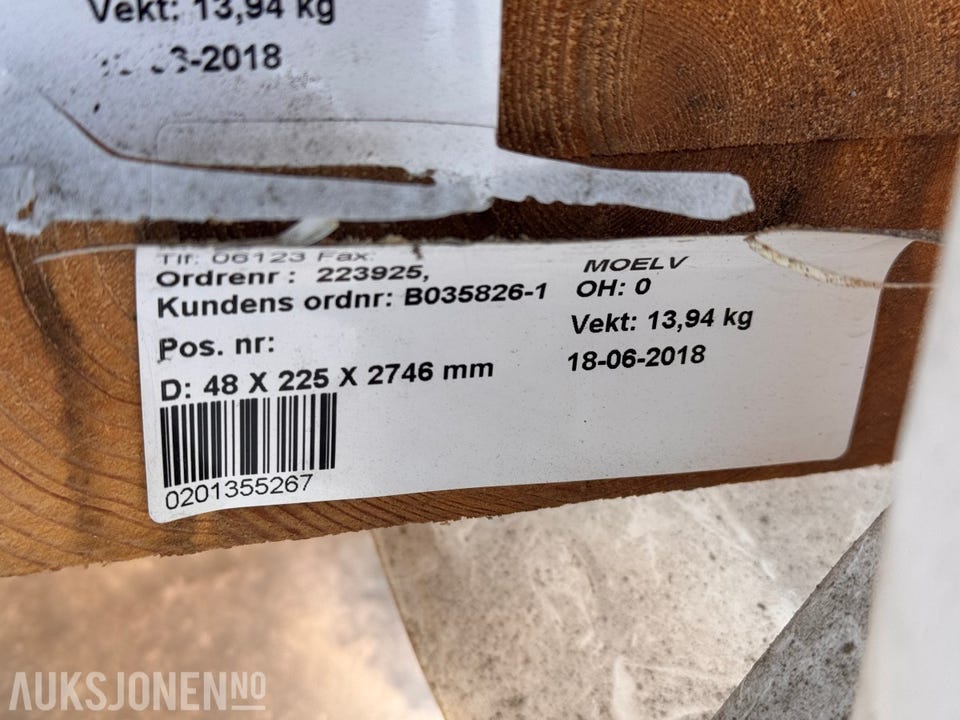 Vekt: 13,94 kg
-2018
Tlf: 06123 Fax:
Ordrenr : 223925,
Kundens ordnr: B035826-1
Pos. nr:
D: 48 X 225 X 2746 mm
0201355267
MOELV
OH: 0
Vekt: 13,94 kg
18-06-2018
AUKSJONEN NO